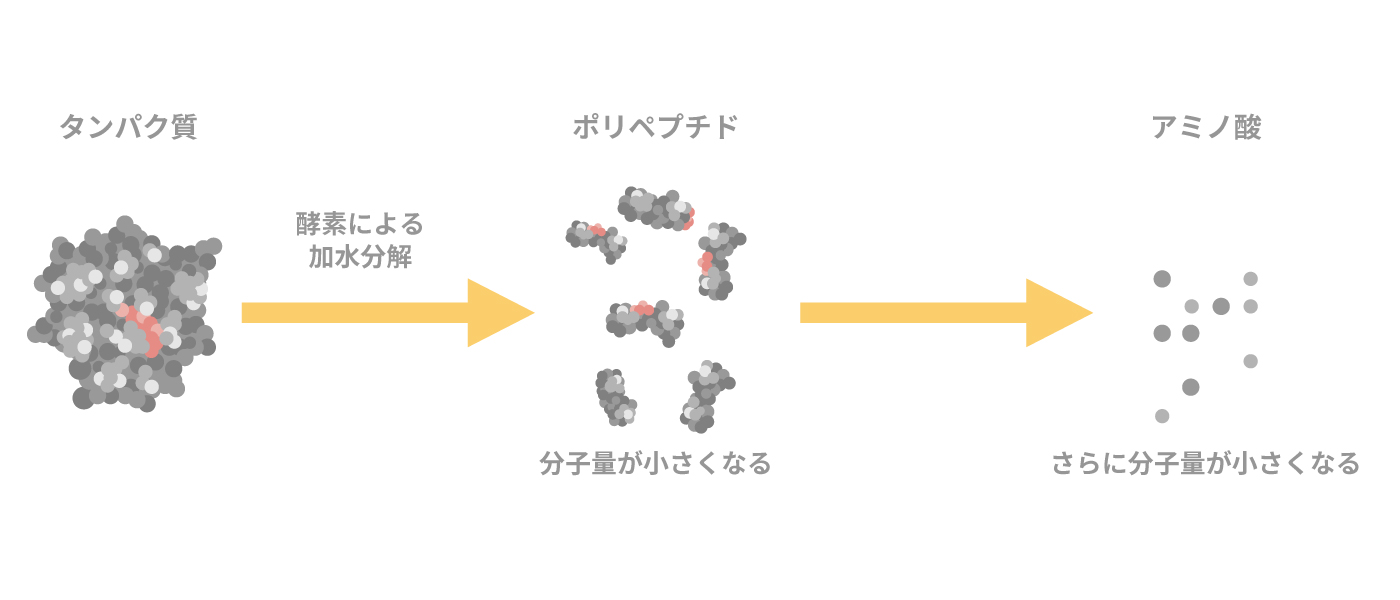 タンパク質
ポリペプチド
アミノ酸
酵素による
加水分解
分子量が小さくなる
さらに分子量が小さくなる